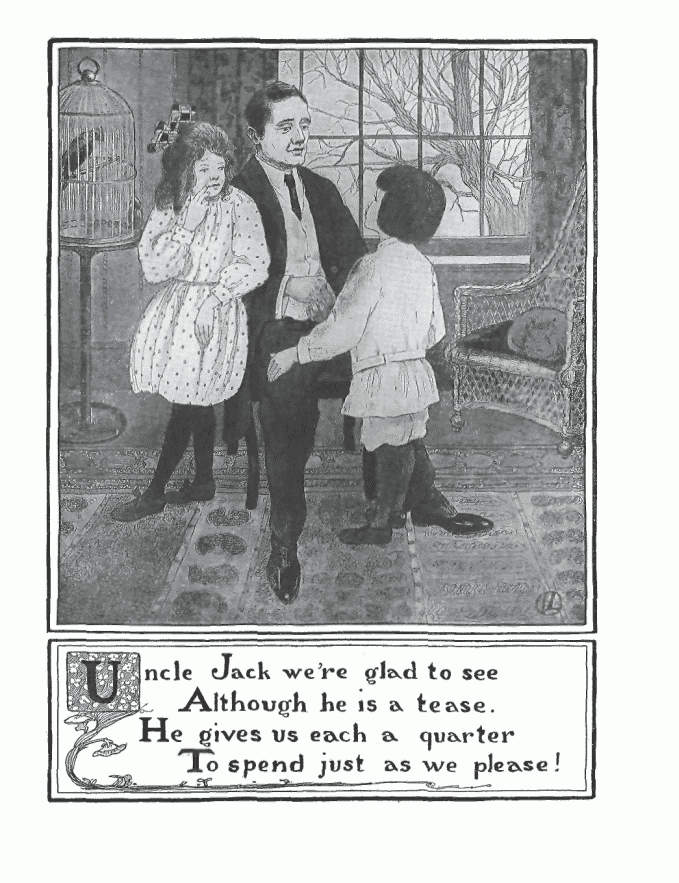 Uncle Jack we're glad to see
Although he is a tease.
He gives us each a quarter
To spend just as we please!